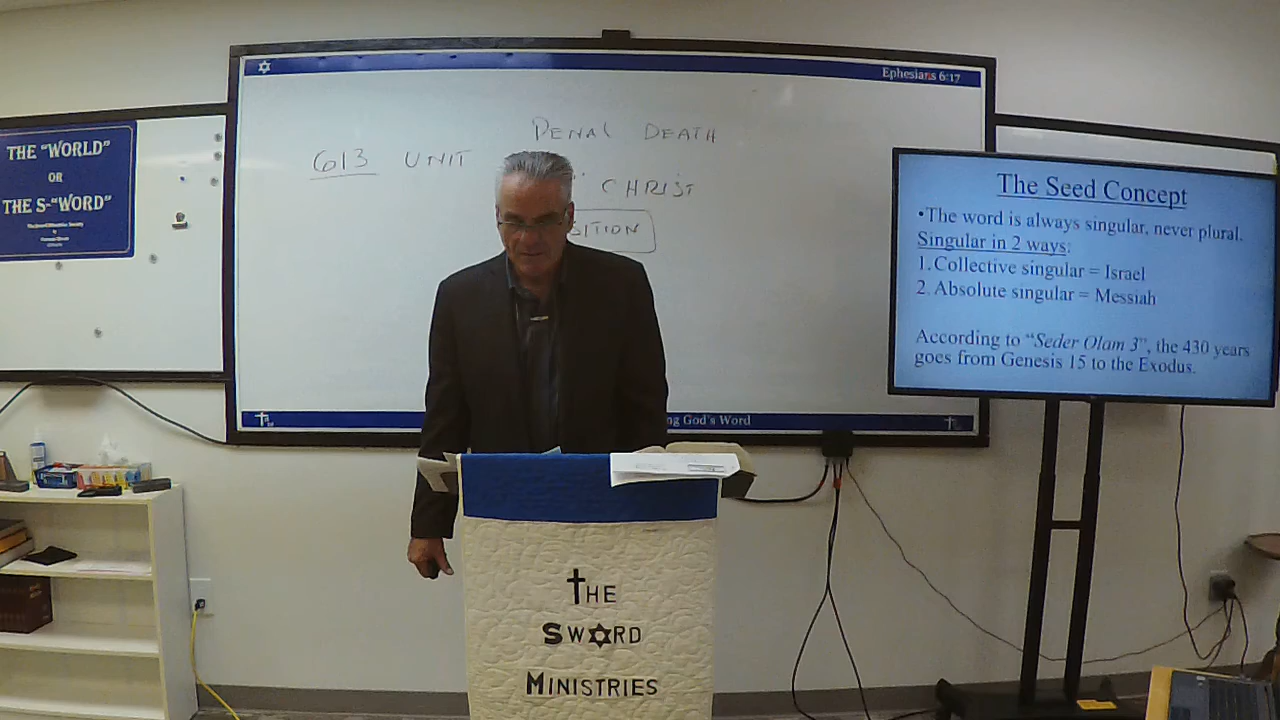 Ephesians 6:17
THE "WORLD"
OR
THE S-"WORD"
PENAL DEATH
613 UNIT
CHRIST
SITION
The Seed Concept
•The word is always singular, never plural.
Singular in 2 ways:
1. Collective singular = Israel
2. Absolute singular = Messiah
According to "Seder Olam 3", the 430 years
goes from Genesis 15 to the Exodus.
ng God's Word
THE
SWORD
MINISTRIES